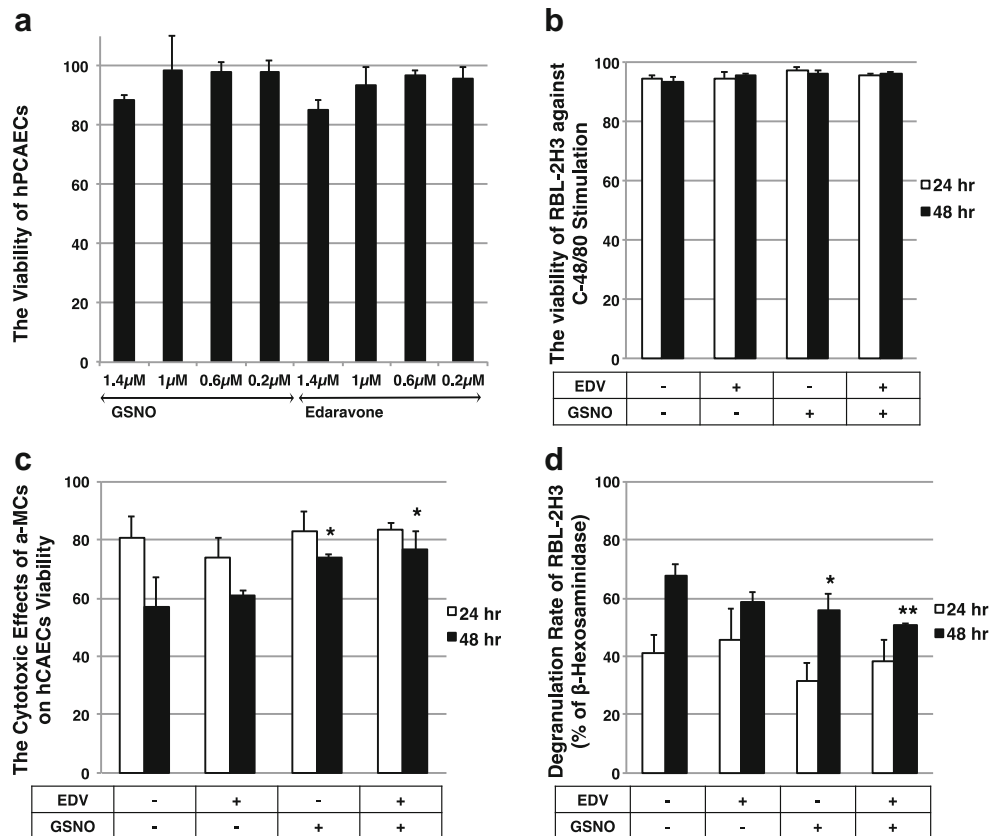 a
The Viability of hPCAECs
100
80
60
40
20
0
1.4µM 1µM 0.6µM 0.2µM 1.4µM 1µM 0.6µM 0.2µM
GSNO Edaravone
b
The viability of RBL-2H3 against
C-48/80 Stimulation
100
80
60
40
20
0
24 hr
48 hr
EDV - + - +
GSNO - - + +
c
The Cytotoxic Effects of a-MCs
on hCAECs Viability
100
80
60
40
20
0
* *
24 hr
48 hr
EDV - + - +
GSNO - - + +
d
Degranulation Rate of RBL-2H3
(% of β-Hexosaminidase)
100
80
60
40
20
0
* **
24 hr
48 hr
EDV - + - +
GSNO - - + +